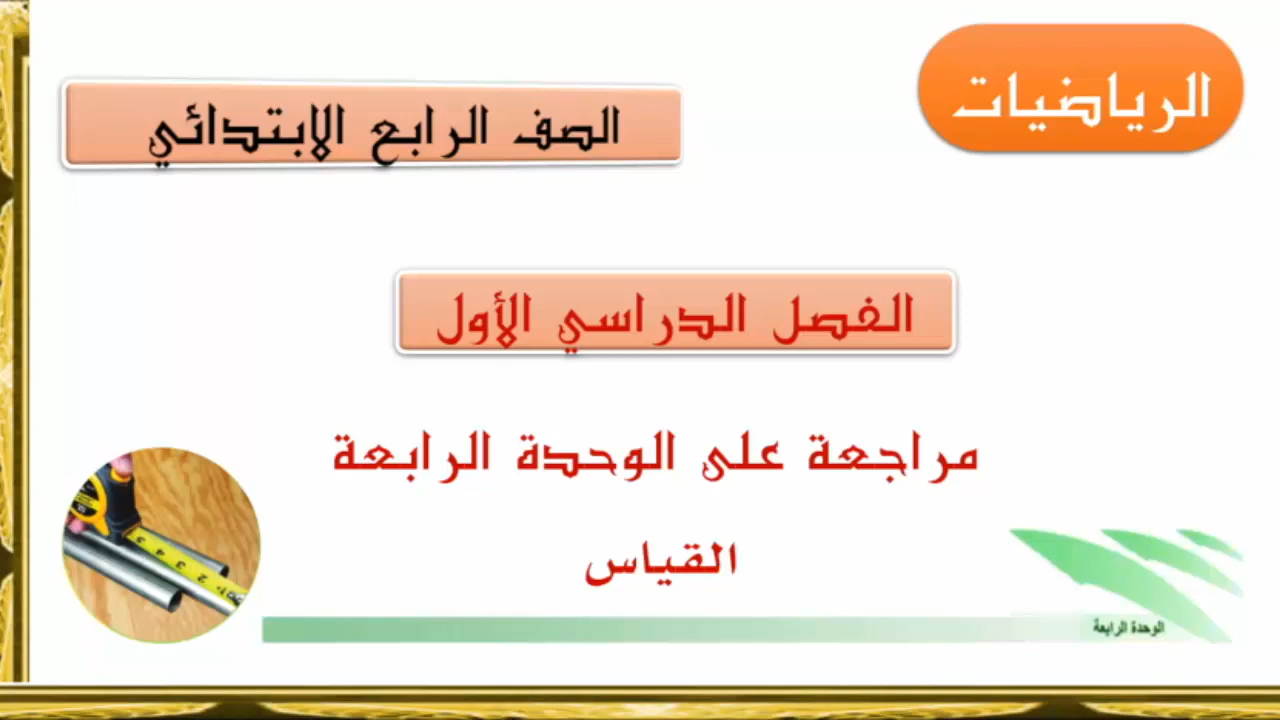 الرياضيات
الصف الرابع الابتدائي
الفصل الدراسي الأول
مراجعة على الوحدة الرابعة
القياس
الوحدة الرابعة